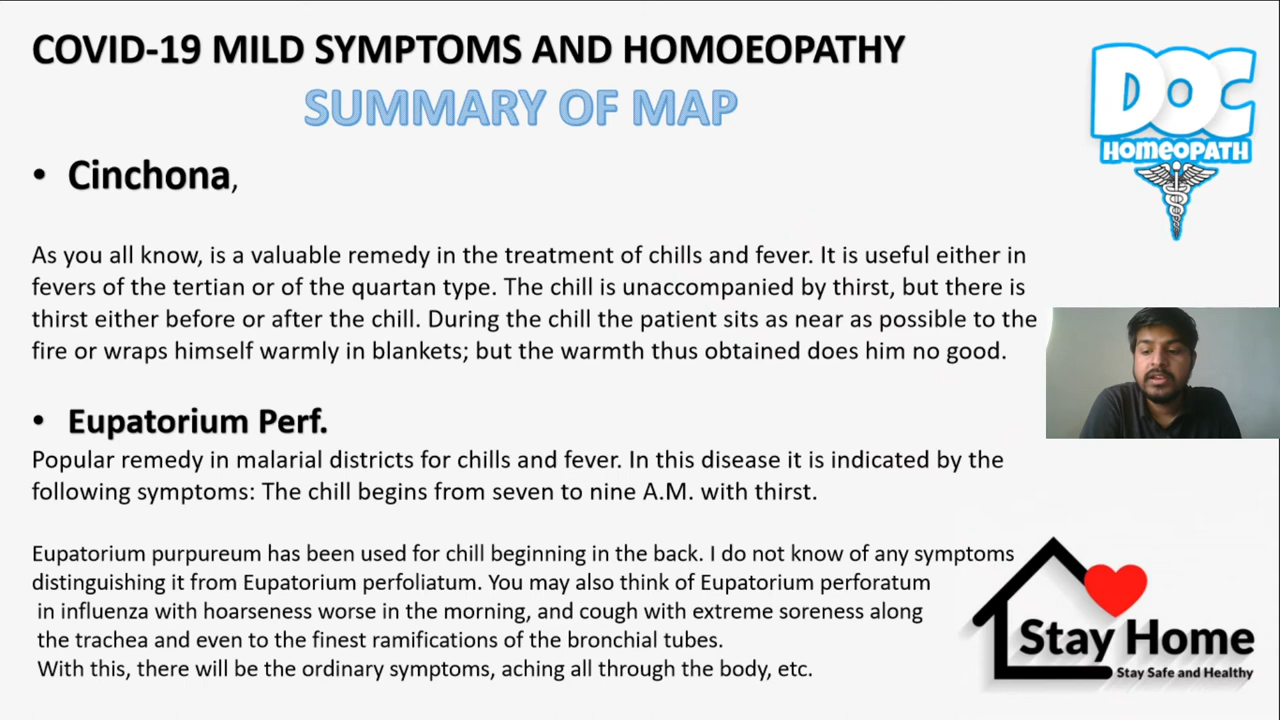 COVID-19 MILD SYMPTOMS AND HOMOEOPATHY
SUMMARY OF MAP
DOC
HOMEOPATH
• Cinchona,
As you all know, is a valuable remedy in the treatment of chills and fever. It is useful either in
fevers of the tertian or of the quartan type. The chill is unaccompanied by thirst, but there is
thirst either before or after the chill. During the chill the patient sits as near as possible to the
fire or wraps himself warmly in blankets; but the warmth thus obtained does him no good.
• Eupatorium Perf.
Popular remedy in malarial districts for chills and fever. In this disease it is indicated by the
following symptoms: The chill begins from seven to nine A.M. with thirst.
Eupatorium purpureum has been used for chill beginning in the back. I do not know of any symptoms
distinguishing it from Eupatorium perfoliatum. You may also think of Eupatorium perforatum
in influenza with hoarseness worse in the morning, and cough with extreme soreness along
the trachea and even to the finest ramifications of the bronchial tubes.
With this, there will be the ordinary symptoms, aching all through the body, etc.
Stay Home
Stay Safe and Healthy